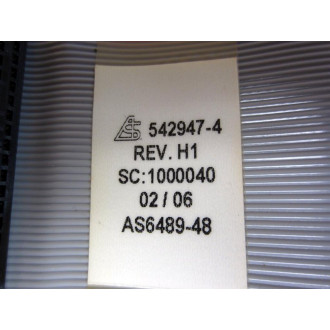 542947-4
REV. H1
SC:1000040
02 / 06
AS6489-48